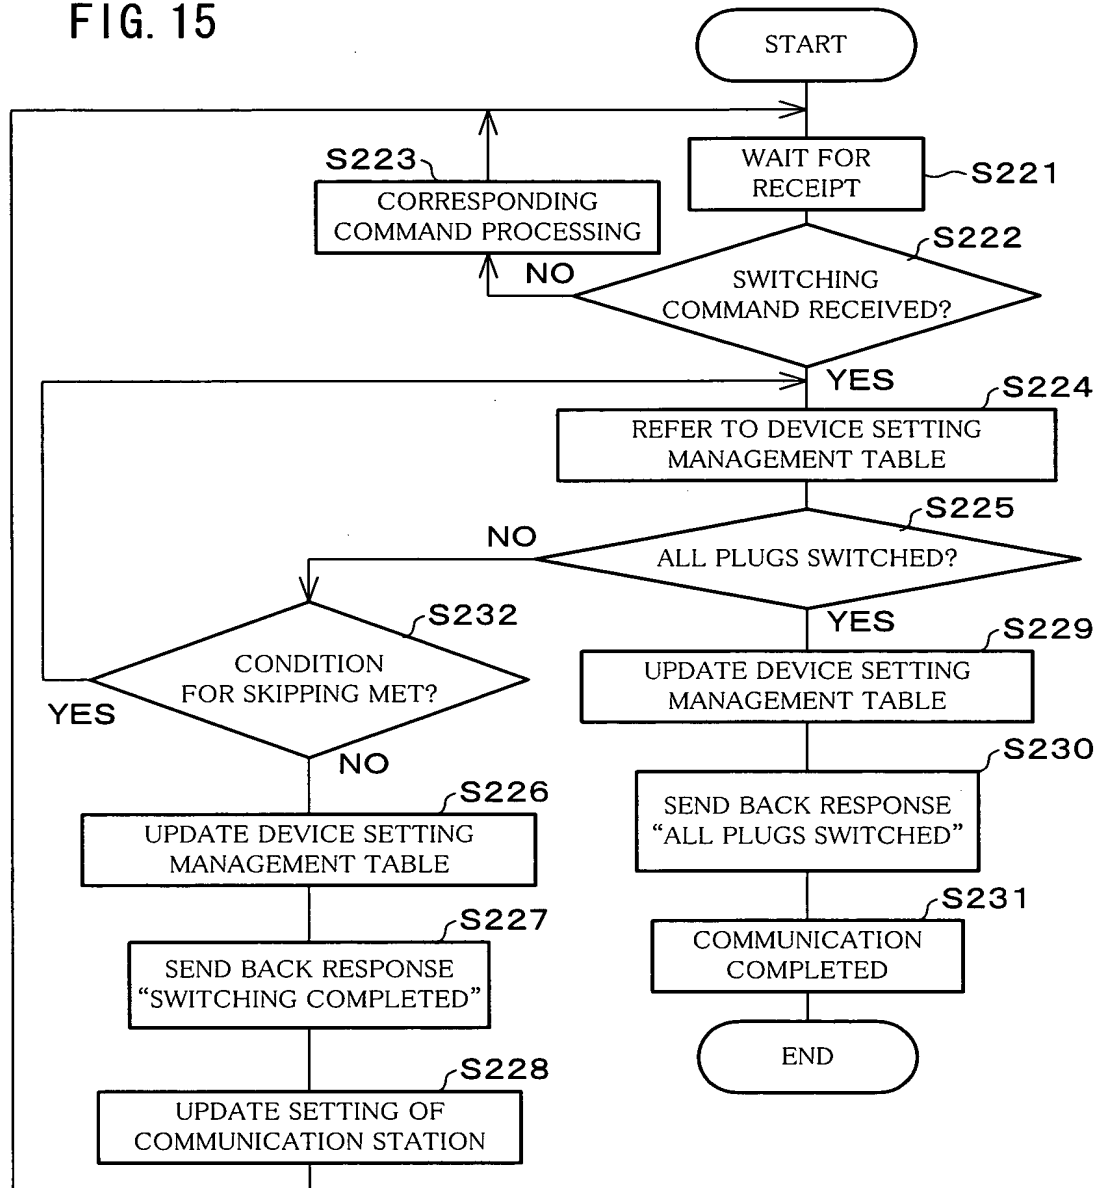 FIG. 15
START
WAIT FOR
RECEIPT
S221
S223
CORRESPONDING
COMMAND PROCESSING
S222
NO
SWITCHING
COMMAND RECEIVED?
YES
S224
REFER TO DEVICE SETTING
MANAGEMENT TABLE
S225
NO
ALL PLUGS SWITCHED?
YES
S232
CONDITION
FOR SKIPPING MET?
YES
NO
S229
UPDATE DEVICE SETTING
MANAGEMENT TABLE
S230
SEND BACK RESPONSE
“ALL PLUGS SWITCHED”
S226
UPDATE DEVICE SETTING
MANAGEMENT TABLE
S231
COMMUNICATION
COMPLETED
S227
SEND BACK RESPONSE
“SWITCHING COMPLETED”
END
S228
UPDATE SETTING OF
COMMUNICATION STATION